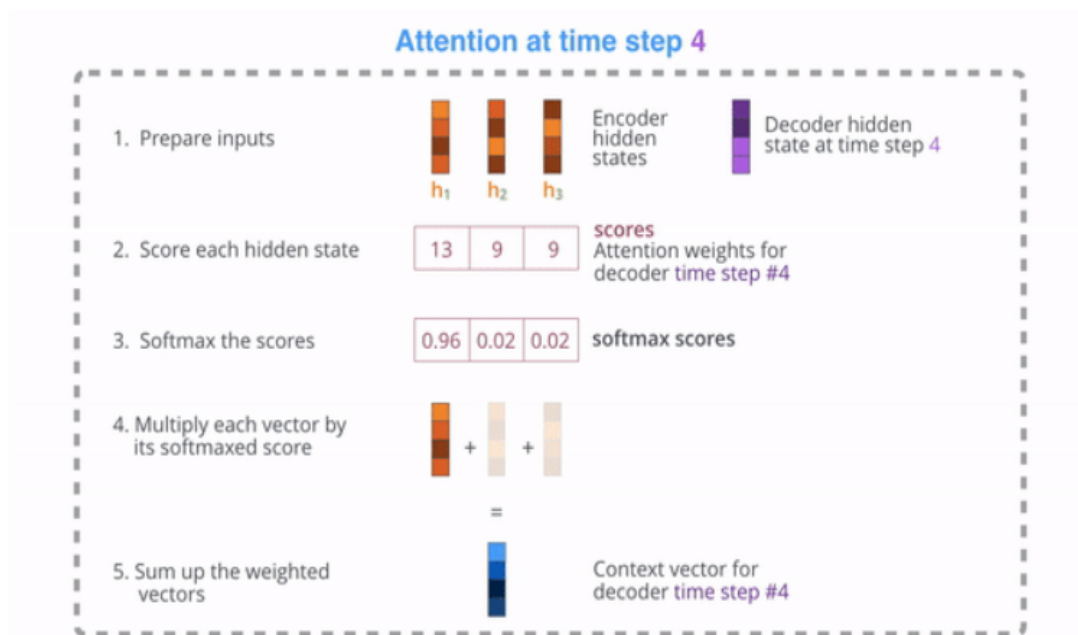 Attention at time step 4
1. Prepare inputs
Encoder
hidden
states
Decoder hidden
state at time step 4
h₁ h₂ h₃
2. Score each hidden state
13 9 9
scores
Attention weights for
decoder time step #4
3. Softmax the scores
0.96 0.02 0.02
softmax scores
4. Multiply each vector by
its softmaxed score
+ +
=
5. Sum up the weighted
vectors
Context vector for
decoder time step #4